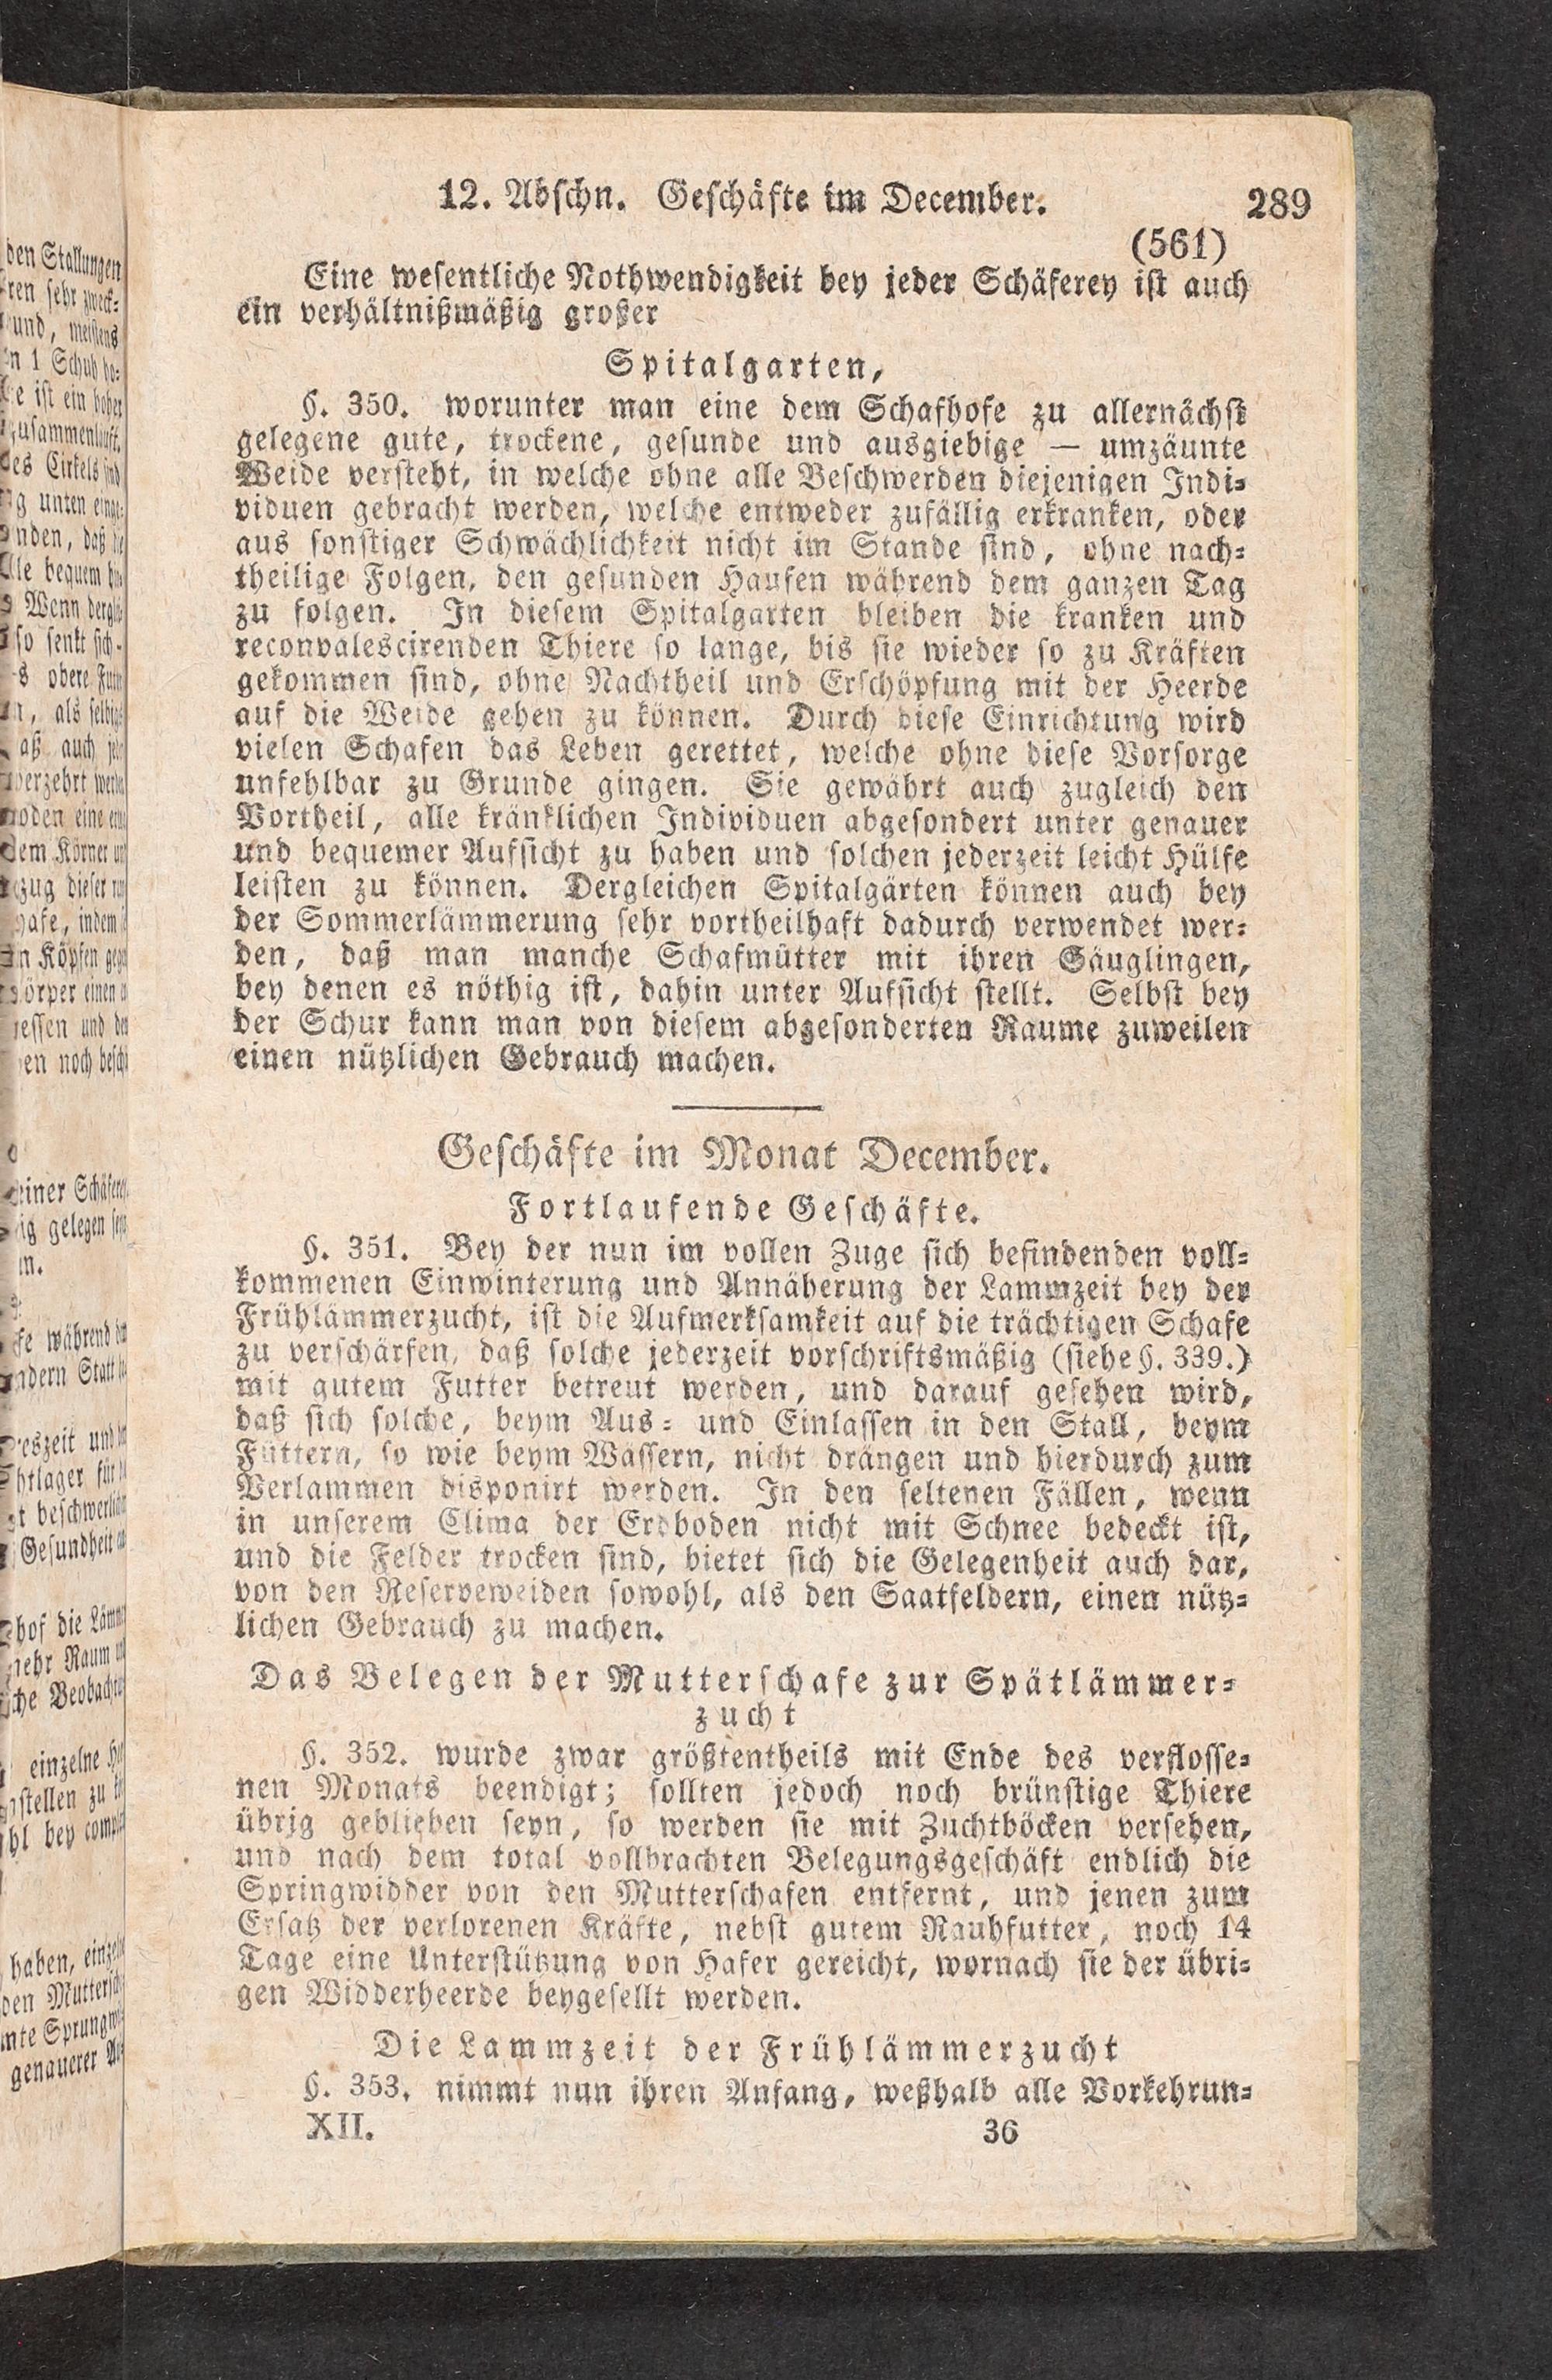 12. Abschn. Geschäfte im December. 289
(561)
Eine wesentliche Nothwendigkeit bey jeder Schäferey ist auch
ein verhältnißmäßig großer
Spitalgarten,
§. 350. worunter man eine dem Schafhofe zu allernächst
gelegene gute, trockene, gesunde und ausgiebige — umzäunte
Weide versteht, in welche ohne alle Beschwerden diejenigen Indi-
viduen gebracht werden, welche entweder zufällig erkranken, oder
aus sonstiger Schwächlichkeit nicht im Stande sind, ohne nach-
theilige Folgen, den gesunden Haufen während dem ganzen Tag
zu folgen. In diesem Spitalgarten bleiben die kranken und
reconvalescirenden Thiere so lange, bis sie wieder so zu Kräften
gekommen sind, ohne Nachtheil und Erschöpfung mit der Heerde
auf die Weide gehen zu können. Durch diese Einrichtung wird
vielen Schafen das Leben gerettet, welche ohne diese Vorsorge
unfehlbar zu Grunde gingen. Sie gewährt auch zugleich den
Vortheil, alle kränklichen Individuen abgesondert unter genauer
und bequemer Aufsicht zu haben und solchen jederzeit leicht Hülfe
leisten zu können. Dergleichen Spitalgärten können auch bey
der Sommerlämmerung sehr vortheilhaft dadurch verwendet wer-
den, daß man manche Schafmütter mit ihren Säuglingen,
bey denen es nöthig ist, dahin unter Aufsicht stellt. Selbst bey
der Schur kann man von diesem abgesonderten Raume zuweilen
einen nützlichen Gebrauch machen.
Geschäfte im Monat December.
Fortlaufende Geschäfte.
§. 351. Bey der nun im vollen Zuge sich befindenden voll-
kommenen Einwinterung und Annäherung der Lammzeit bey der
Frühlämmerzucht, ist die Aufmerksamkeit auf die trächtigen Schafe
zu verschärfen, daß solche jederzeit vorschriftsmäßig (siehe §. 339.)
mit gutem Futter betreut werden, und darauf gesehen wird,
daß sich solche, beym Aus- und Einlassen in den Stall, beym
Füttern, so wie beym Wässern, nicht drängen und hierdurch zum
Verlammen disponirt werden. In den seltenen Fällen, wenn
in unserem Clima der Erdboden nicht mit Schnee bedeckt ist,
und die Felder trocken sind, bietet sich die Gelegenheit auch dar,
von den Reserveweiden sowohl, als den Saatfeldern, einen nütz-
lichen Gebrauch zu machen.
Das Belegen der Mutterschafe zur Spätlämmer-
zucht
§. 352. wurde zwar größtentheils mit Ende des verflosse-
nen Monats beendigt; sollten jedoch noch brünstige Thiere
übrig geblieben seyn, so werden sie mit Zuchtböcken versehen,
und nach dem total vollbrachten Belegungsgeschäft endlich die
Springwidder von den Mutterschafen entfernt, und jenen zum
Ersatz der verlorenen Kräfte, nebst gutem Rauhfutter, noch 14
Tage eine Unterstützung von Hafer gereicht, wornach sie der übri-
gen Widderheerde beygesellt werden.
Die Lammzeit der Frühlämmerzucht
§. 353. nimmt nun ihren Anfang, weßhalb alle Vorkehrun-
XII. 36